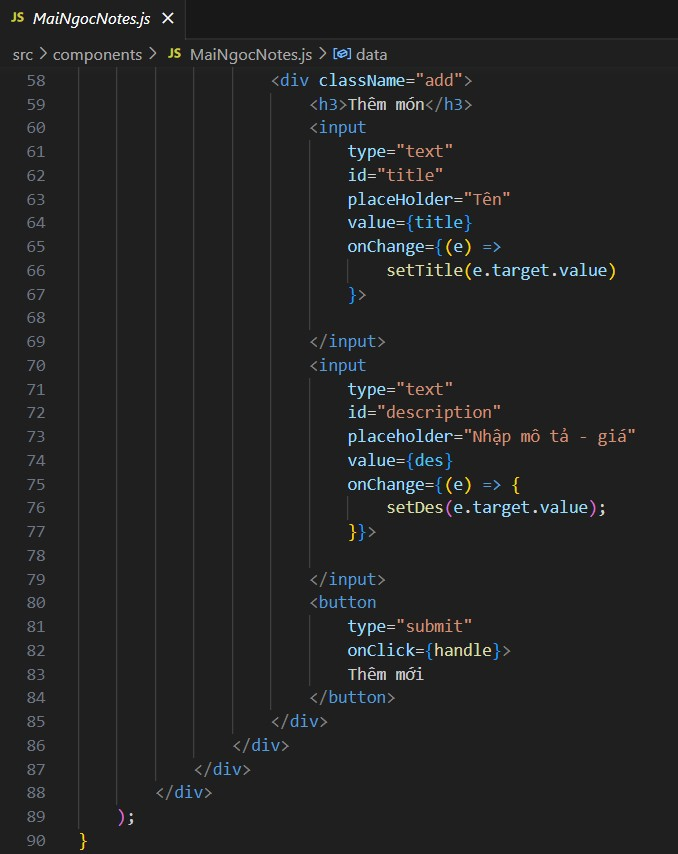 JS MaiNgocNotes.js ×
src > components > JS MaiNgocNotes.js > data
58 <div className="add">
59 <h3>Thêm món</h3>
60 <input
61 type="text"
62 id="title"
63 placeHolder="Tên"
64 value={title}
65 onChange={(e) =>
66 setTitle(e.target.value)
67 }>
68
69 </input>
70 <input
71 type="text"
72 id="description"
73 placeholder="Nhập mô tả - giá"
74 value={des}
75 onChange={(e) => {
76 setDes(e.target.value);
77 }}>
78
79 </input>
80 <button
81 type="submit"
82 onClick={handle}>
83 Thêm mới
84 </button>
85 </div>
86 </div>
87 </div>
88 </div>
89 );
90 }